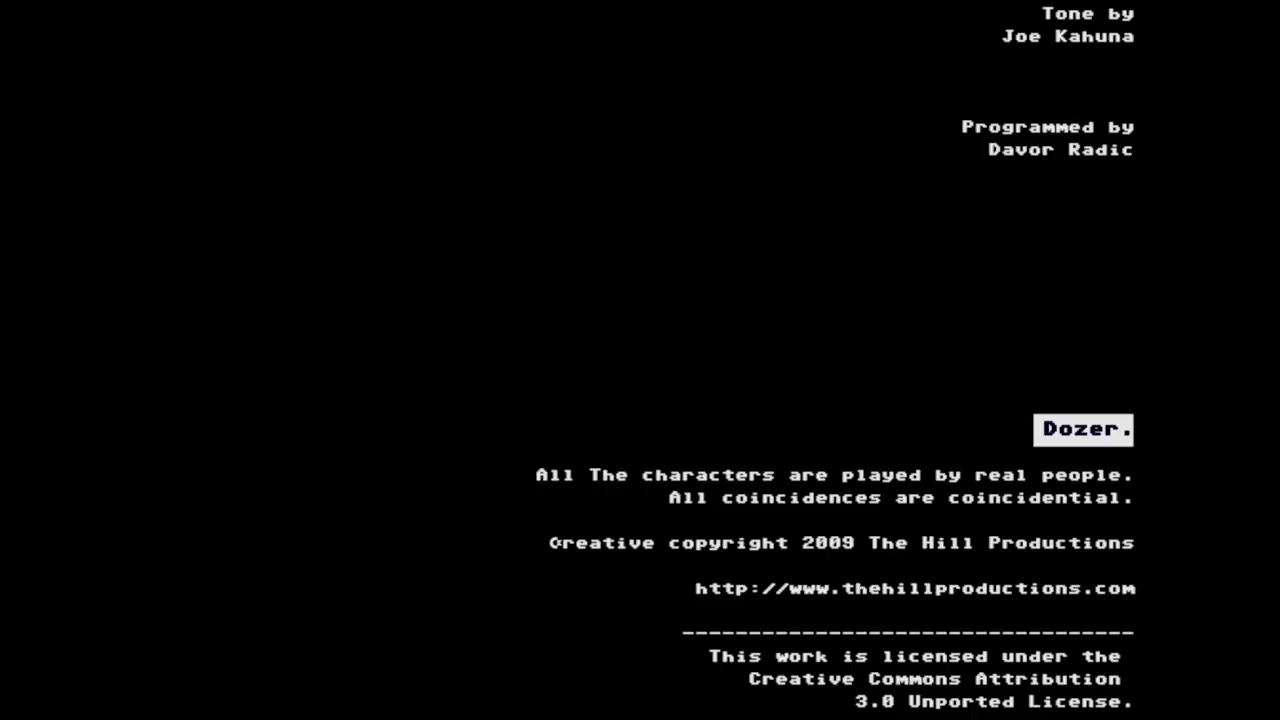 Tone by
Joe Kahuna
Programmed by
Davor Radic
Dozer.
All The characters are played by real people.
All coincidences are coincidential.
Creative copyright 2009 The Hill Productions
http://www.thehillproductions.com
----------------------------------
This work is licensed under the
Creative Commons Attribution
3.0 Unported License.